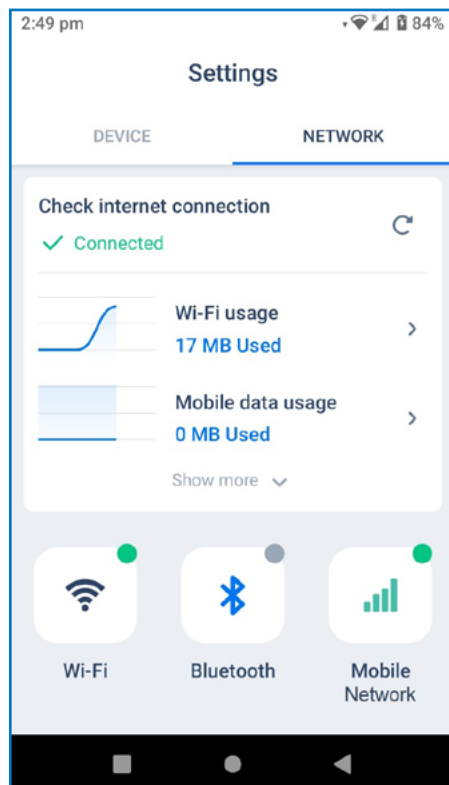 2:49 pm
R
84%
Settings
DEVICE
NETWORK
Check internet connection
Connected
Wi-Fi usage
17 MB Used
Mobile data usage
0 MB Used
Show more
Wi-Fi
Bluetooth
Mobile
Network